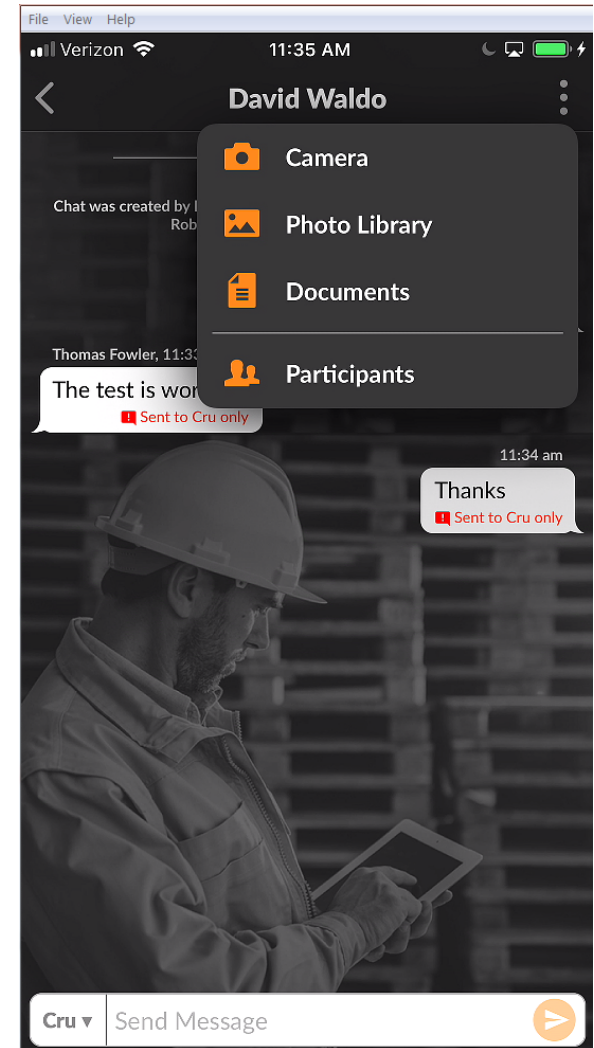 File View Help
Verizon 11:35 AM
David Waldo
Camera
Chat was created by
Rob
Photo Library
Documents
Thomas Fowler, 11:33
Participants
The test is wor
Sent to Cru only
11:34 am
Thanks
Sent to Cru only
Cru Send Message